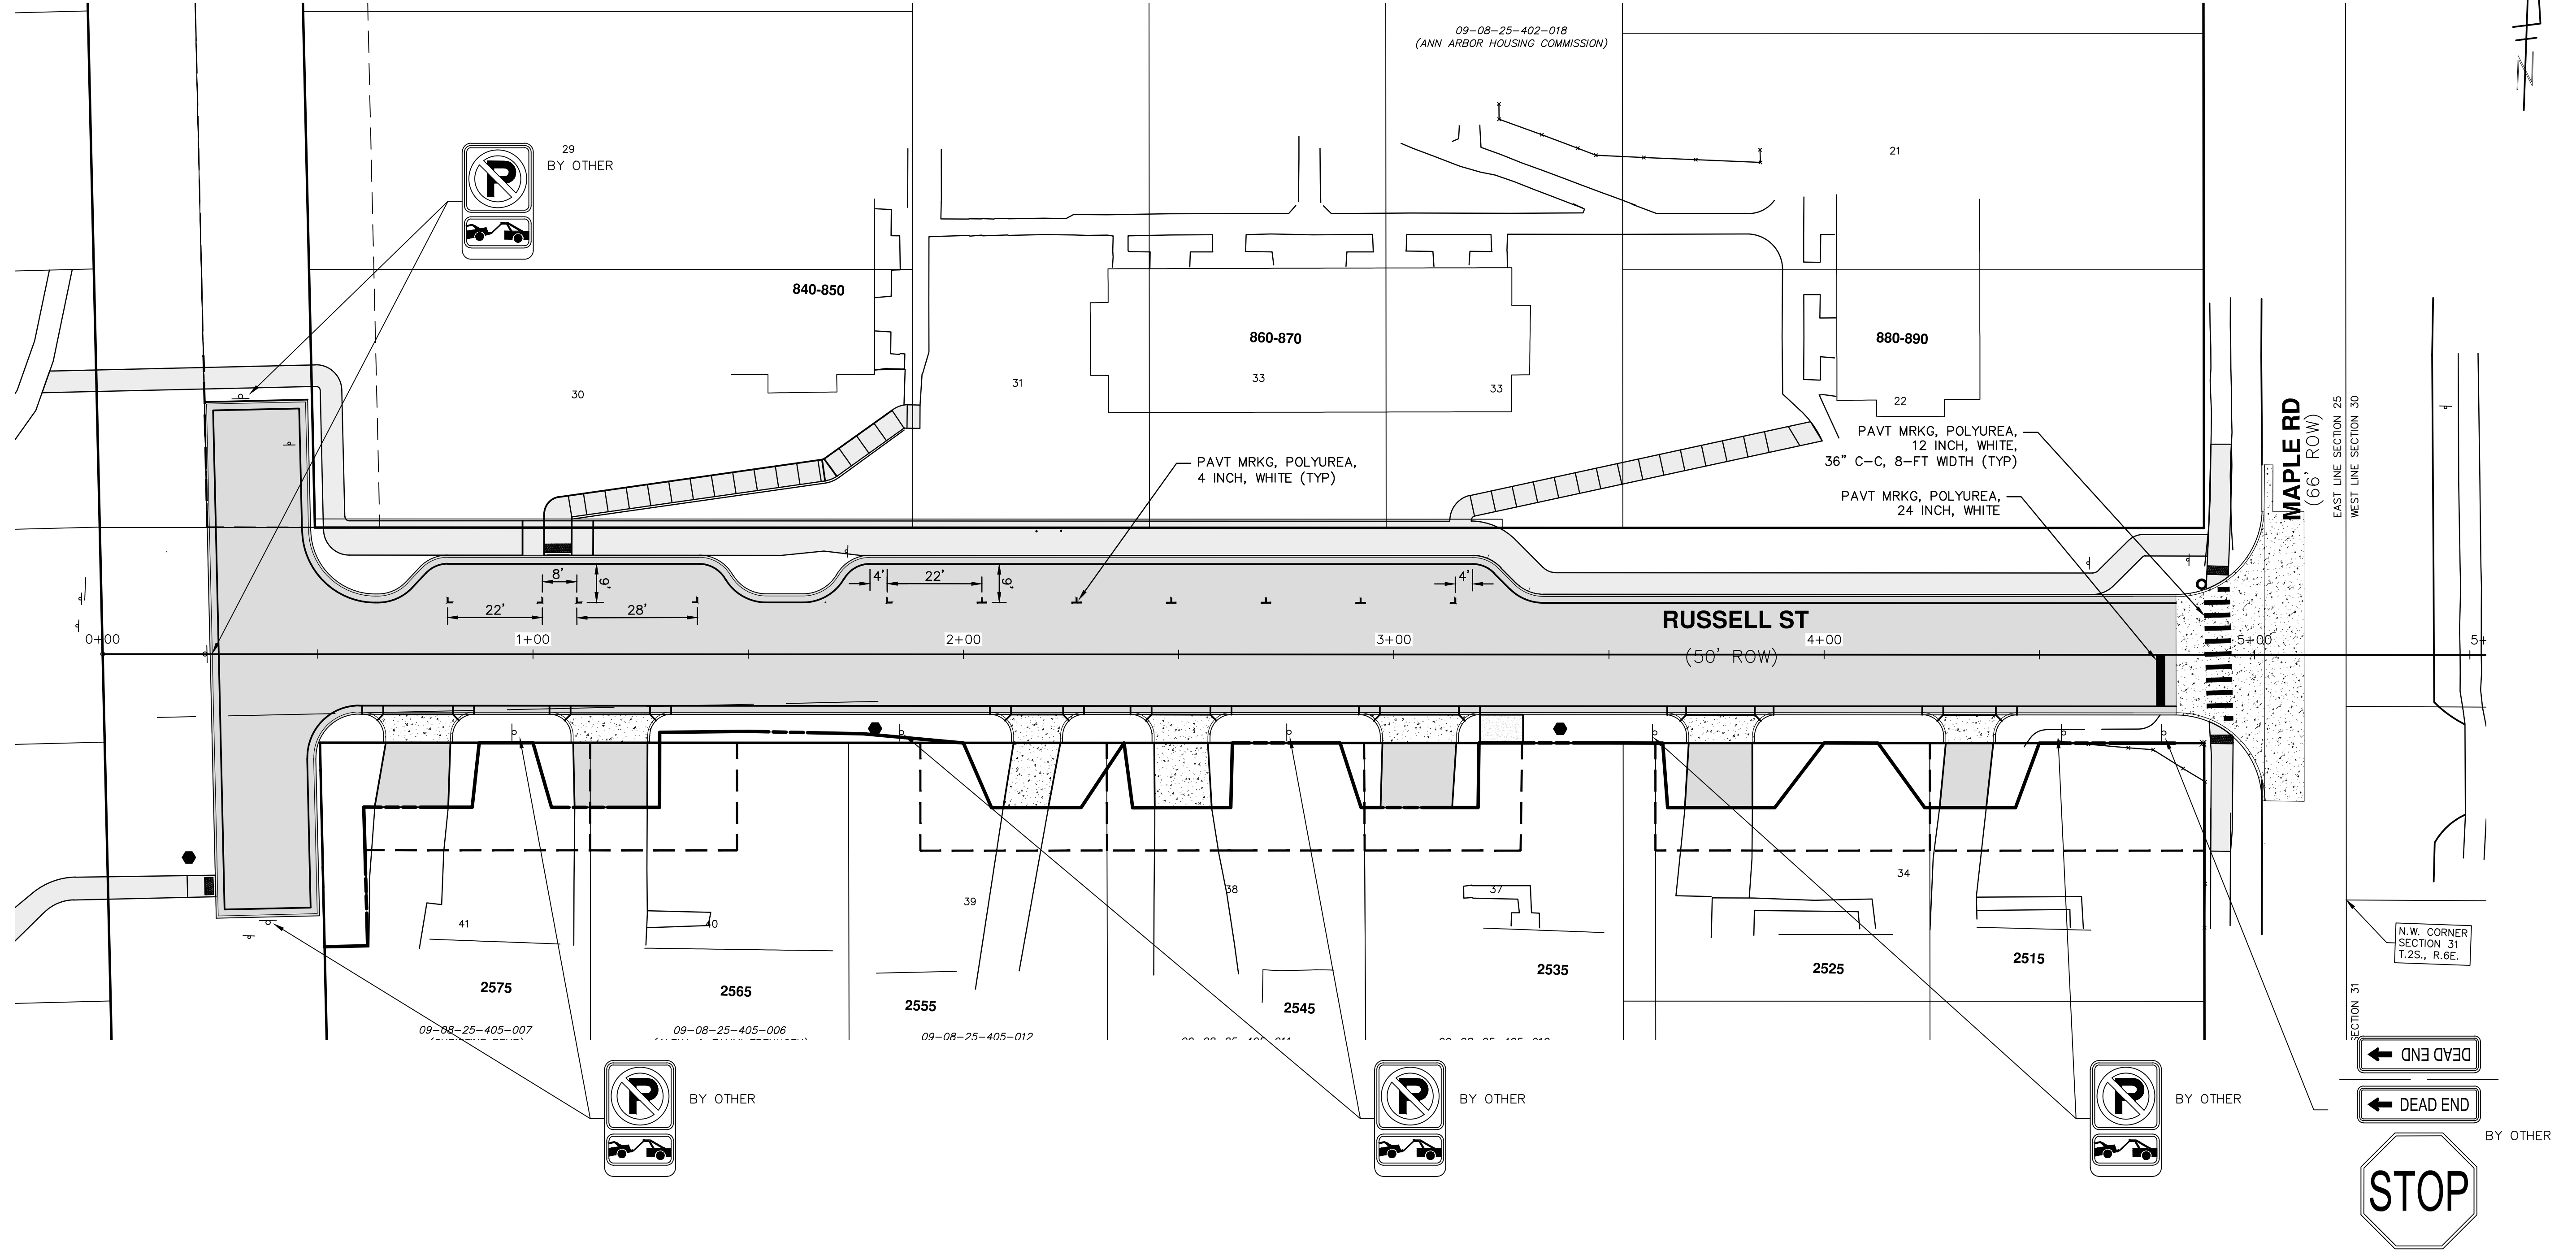 09-08-25-402-018
(ANN ARBOR HOUSING COMMISSION)
N
29
BY OTHER
P
21
840-850
860-870
880-890
30
31
33
33
22
PAVT MRKG, POLYUREA,
4 INCH, WHITE (TYP)
PAVT MRKG, POLYUREA,
12 INCH, WHITE,
36" C-C, 8-FT WIDTH (TYP)
PAVT MRKG, POLYUREA,
24 INCH, WHITE
MAPLE RD
(66' ROW)
EAST LINE SECTION 25
WEST LINE SECTION 30
8'
9'
4'
22'
9'
4'
22'
28'
RUSSELL ST
(50' ROW)
0+00
1+00
2+00
3+00
4+00
5+00
5+
41
40
39
38
37
34
2575
2565
2555
2545
2535
2525
2515
N.W. CORNER
SECTION 31
T.2S., R.6E.
SECTION 31
09-08-25-405-007
09-08-25-405-006
09-08-25-405-012
P
BY OTHER
P
BY OTHER
P
BY OTHER
DEAD END
DEAD END
BY OTHER
STOP